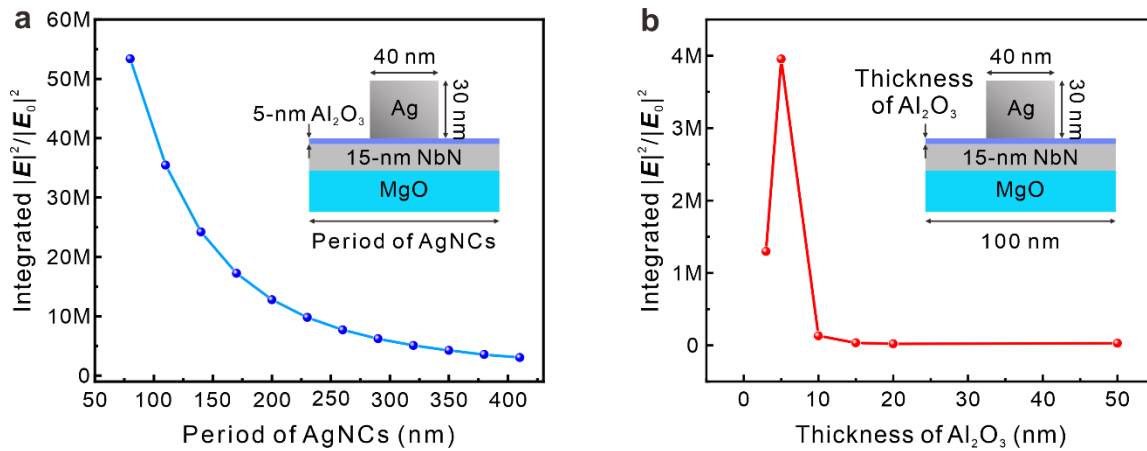 a
Integrated |E|²/|E₀|²
60M
50M
40M
30M
20M
10M
0
50
100
150
200
250
300
350
400
Period of AgNCs (nm)
40 nm
30 nm
Ag
5-nm Al₂O₃
15-nm NbN
MgO
Period of AgNCs
b
Integrated |E|²/|E₀|²
4M
3M
2M
1M
0
0
10
20
30
40
50
Thickness of Al₂O₃ (nm)
40 nm
30 nm
Ag
Thickness
of Al₂O₃
15-nm NbN
MgO
100 nm